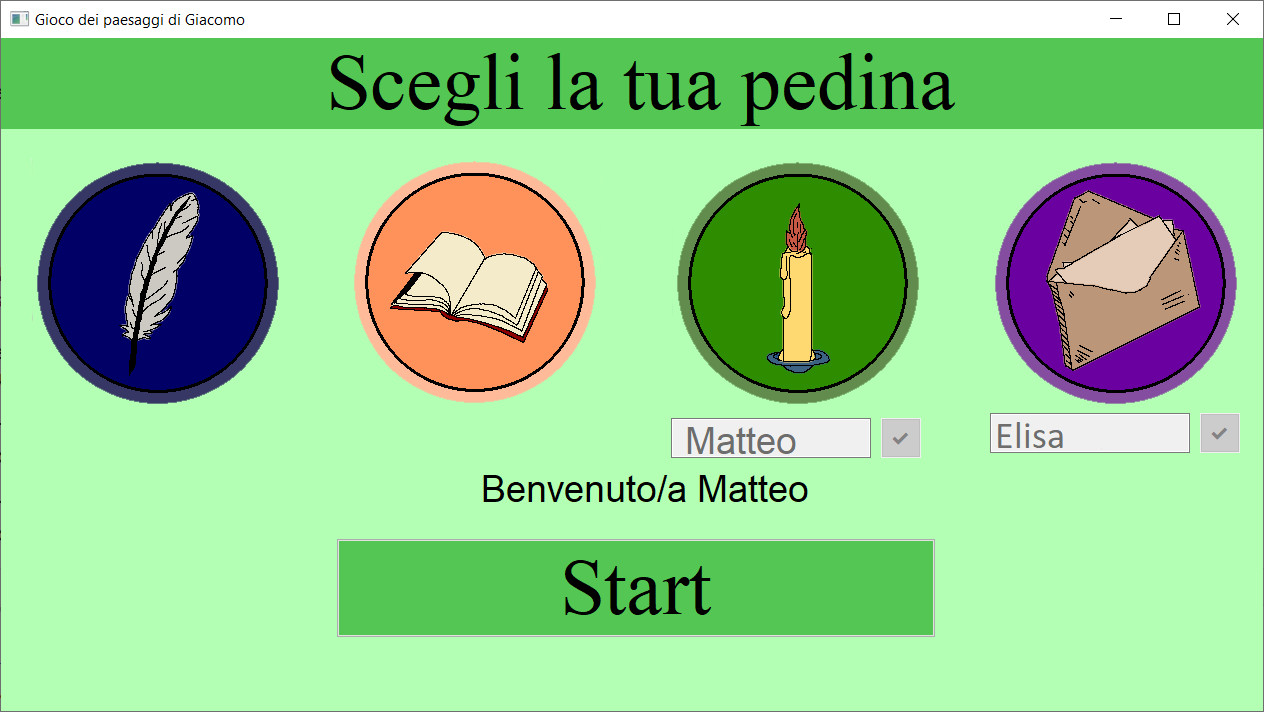 Gioco dei paesaggi di Giacomo
Scegli la tua pedina
Matteo
Elisa
Benvenuto/a Matteo
Start